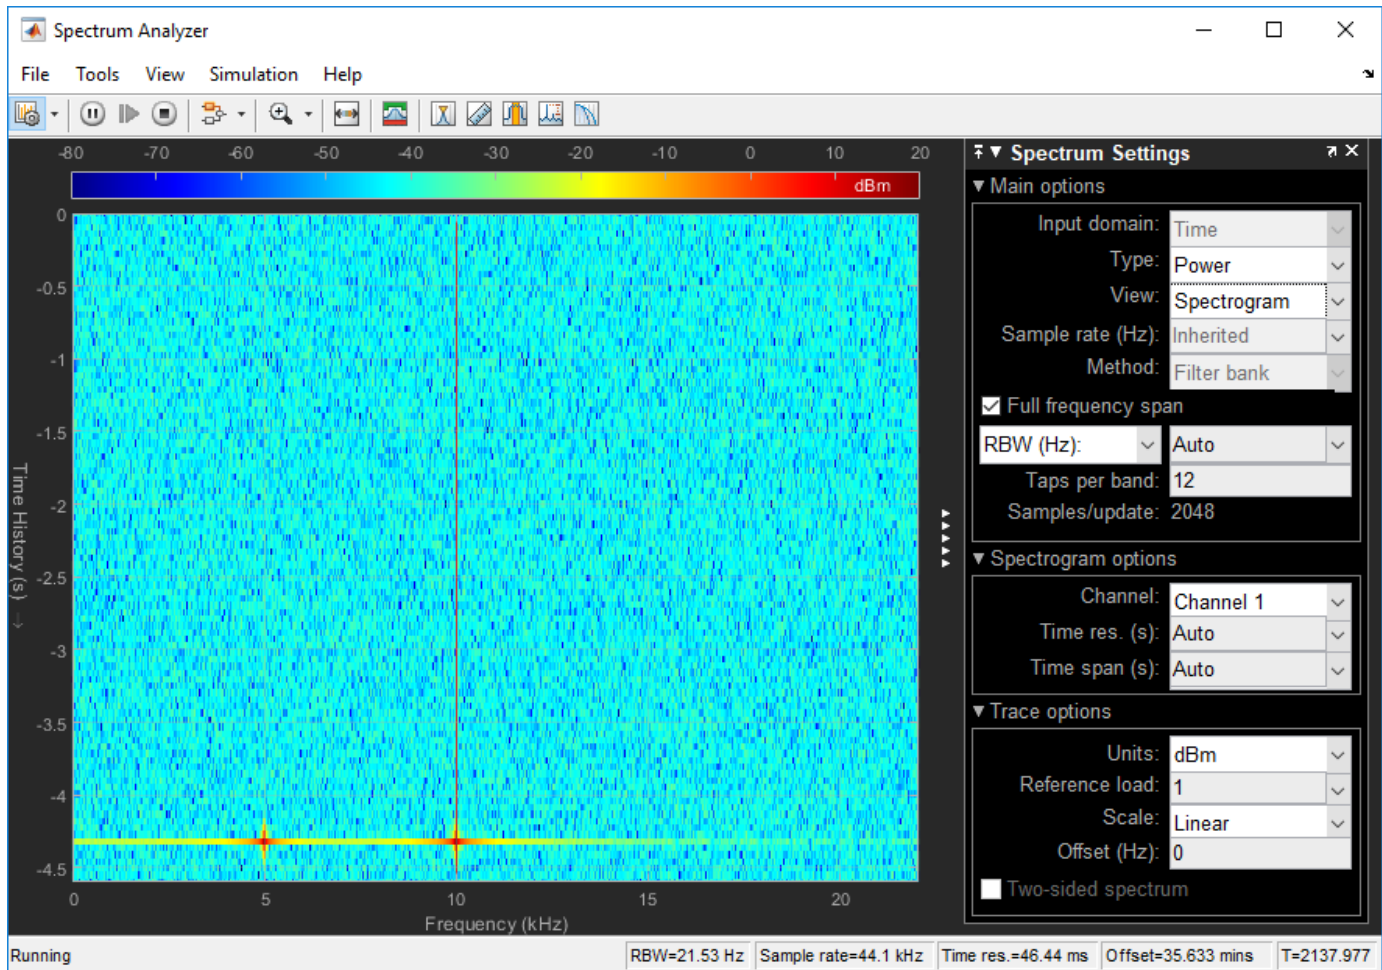 Spectrum Analyzer
File Tools View Simulation Help
-80 -70 -60 -50 -40 -30 -20 -10 0 10 20
dBm
0
-0.5
-1
-1.5
-2
-2.5
-3
-3.5
-4
-4.5
Time History (s)
0 5 10 15 20
Frequency (kHz)
Spectrum Settings
Main options
Input domain: Time
Type: Power
View: Spectrogram
Sample rate (Hz): Inherited
Method: Filter bank
Full frequency span
RBW (Hz): Auto
Taps per band: 12
Samples/update: 2048
Spectrogram options
Channel: Channel 1
Time res. (s): Auto
Time span (s): Auto
Trace options
Units: dBm
Reference load: 1
Scale: Linear
Offset (Hz): 0
Two-sided spectrum
Running RBW=21.53 Hz Sample rate=44.1 kHz Time res.=46.44 ms Offset=35.633 mins T=2137.977